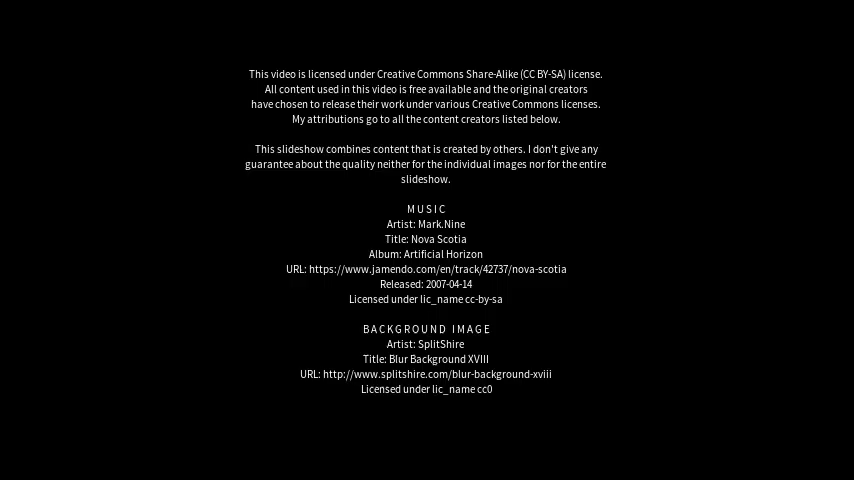 This video is licensed under Creative Commons Share-Alike (CC BY-SA) license.
All content used in this video is free available and the original creators
have chosen to release their work under various Creative Commons licenses.
My attributions go to all the content creators listed below.
This slideshow combines content that is created by others. I don't give any
guarantee about the quality neither for the individual images nor for the entire
slideshow.
MUSIC
Artist: Mark.Nine
Title: Nova Scotia
Album: Artificial Horizon
URL: https://www.jamendo.com/en/track/42737/nova-scotia
Released: 2007-04-14
Licensed under lic_name cc-by-sa
BACKGROUND IMAGE
Artist: SplitShire
Title: Blur Background XVIII
URL: http://www.splitshire.com/blur-background-xviii
Licensed under lic_name cc0